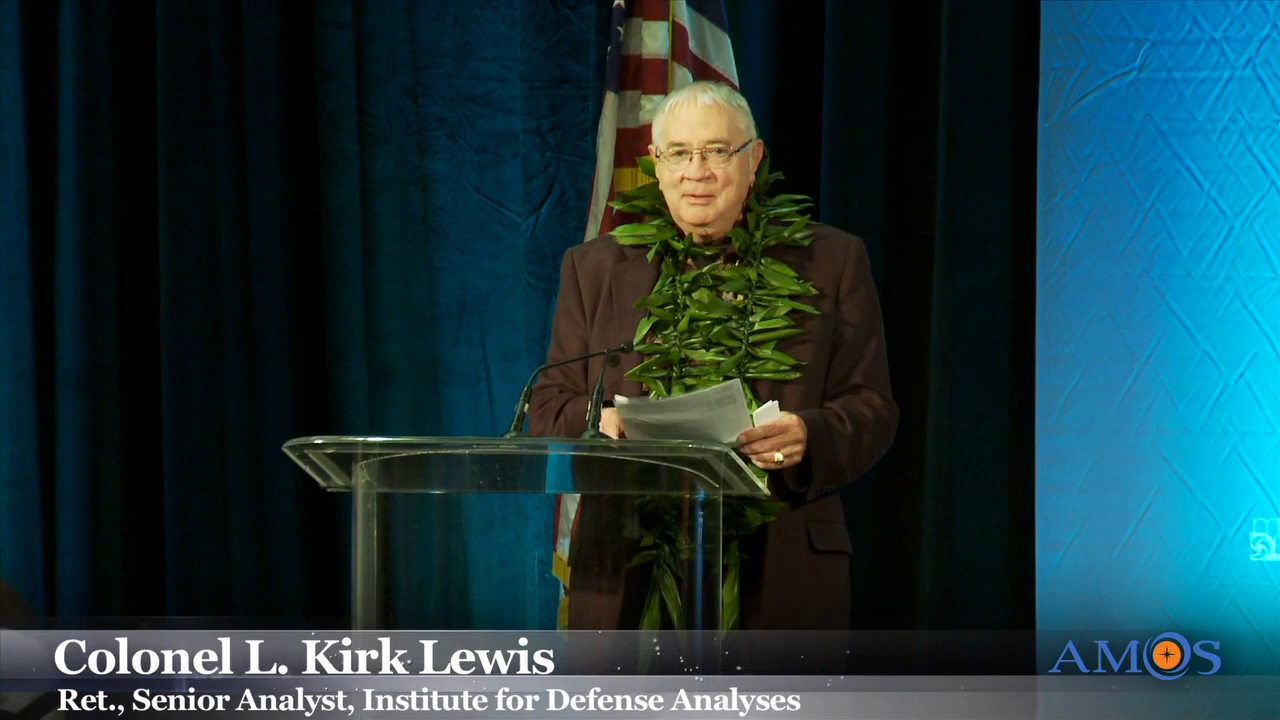 Colonel L. Kirk Lewis
Ret., Senior Analyst, Institute for Defense Analyses
AMOS